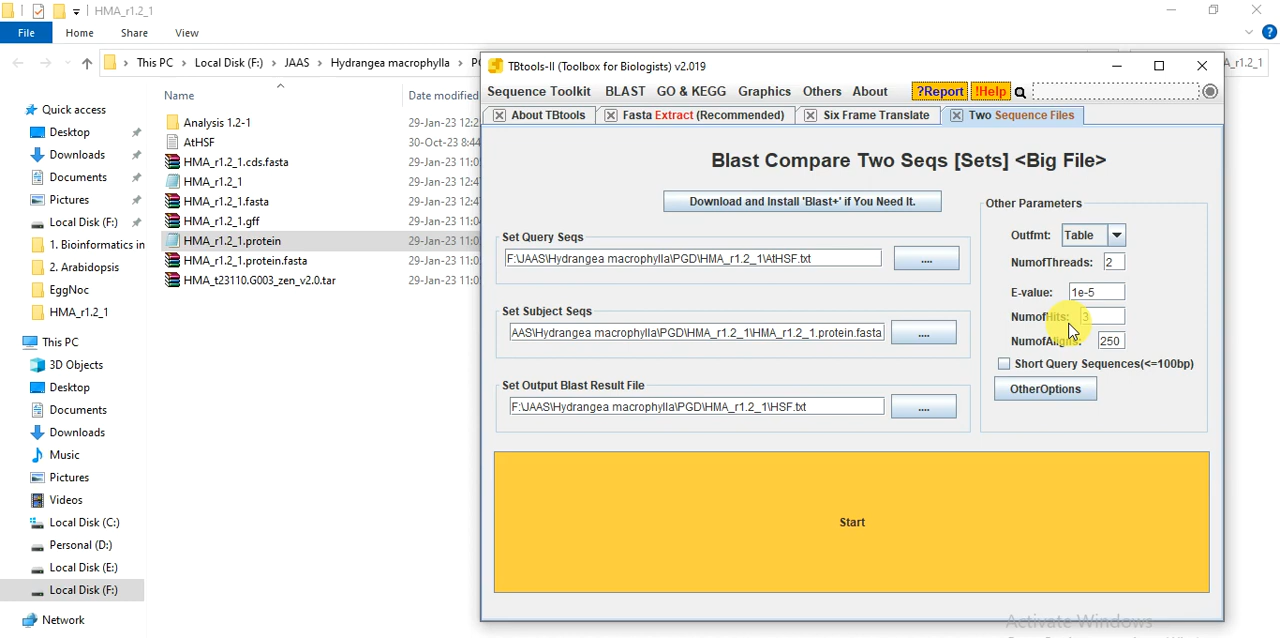 HMA_r1.2_1
File Home Share View
This PC > Local Disk (F:) > JAAS > Hydrangea macrophylla >
Quick access
Desktop
Downloads
Documents
Pictures
Local Disk (F:)
1. Bioinformatics in
2. Arabidopsis
EggNoc
HMA_r1.2_1
This PC
3D Objects
Desktop
Documents
Downloads
Music
Pictures
Videos
Local Disk (C:)
Personal (D:)
Local Disk (E:)
Local Disk (F:)
Network
Name Date modified
Analysis 1.2-1 29-Jan-23 12:2
AtHSF 30-Oct-23 8:44
HMA_r1.2_1.cds.fasta 29-Jan-23 11:0
HMA_r1.2_1 29-Jan-23 12:4
HMA_r1.2_1.fasta 29-Jan-23 12:4
HMA_r1.2_1.gff 29-Jan-23 11:0
HMA_r1.2_1.protein 29-Jan-23 11:0
HMA_r1.2_1.protein.fasta 29-Jan-23 11:0
HMA_t23110.G003_zen_v2.0.tar 29-Jan-23 11:0
TBtools-II (Toolbox for Biologists) v2.019
Sequence Toolkit BLAST GO & KEGG Graphics Others About ?Report !Help
About TBtools Fasta Extract (Recommended) Six Frame Translate Two Sequence Files
Blast Compare Two Seqs [Sets] <Big File>
Download and Install 'Blast+' if You Need It.
Set Query Seqs
F:\JAAS\Hydrangea macrophylla\PGD\HMA_r1.2_1\AtHSF.txt ....
Set Subject Seqs
AAS\Hydrangea macrophylla\PGD\HMA_r1.2_1\HMA_r1.2_1.protein.fasta ....
Set Output Blast Result File
F:\JAAS\Hydrangea macrophylla\PGD\HMA_r1.2_1\HSF.txt ....
Other Parameters
Outfmt: Table
NumofThreads: 2
E-value: 1e-5
NumofHits: 3
NumofAligns: 250
Short Query Sequences(<=100bp)
OtherOptions
Start
Activate Windows